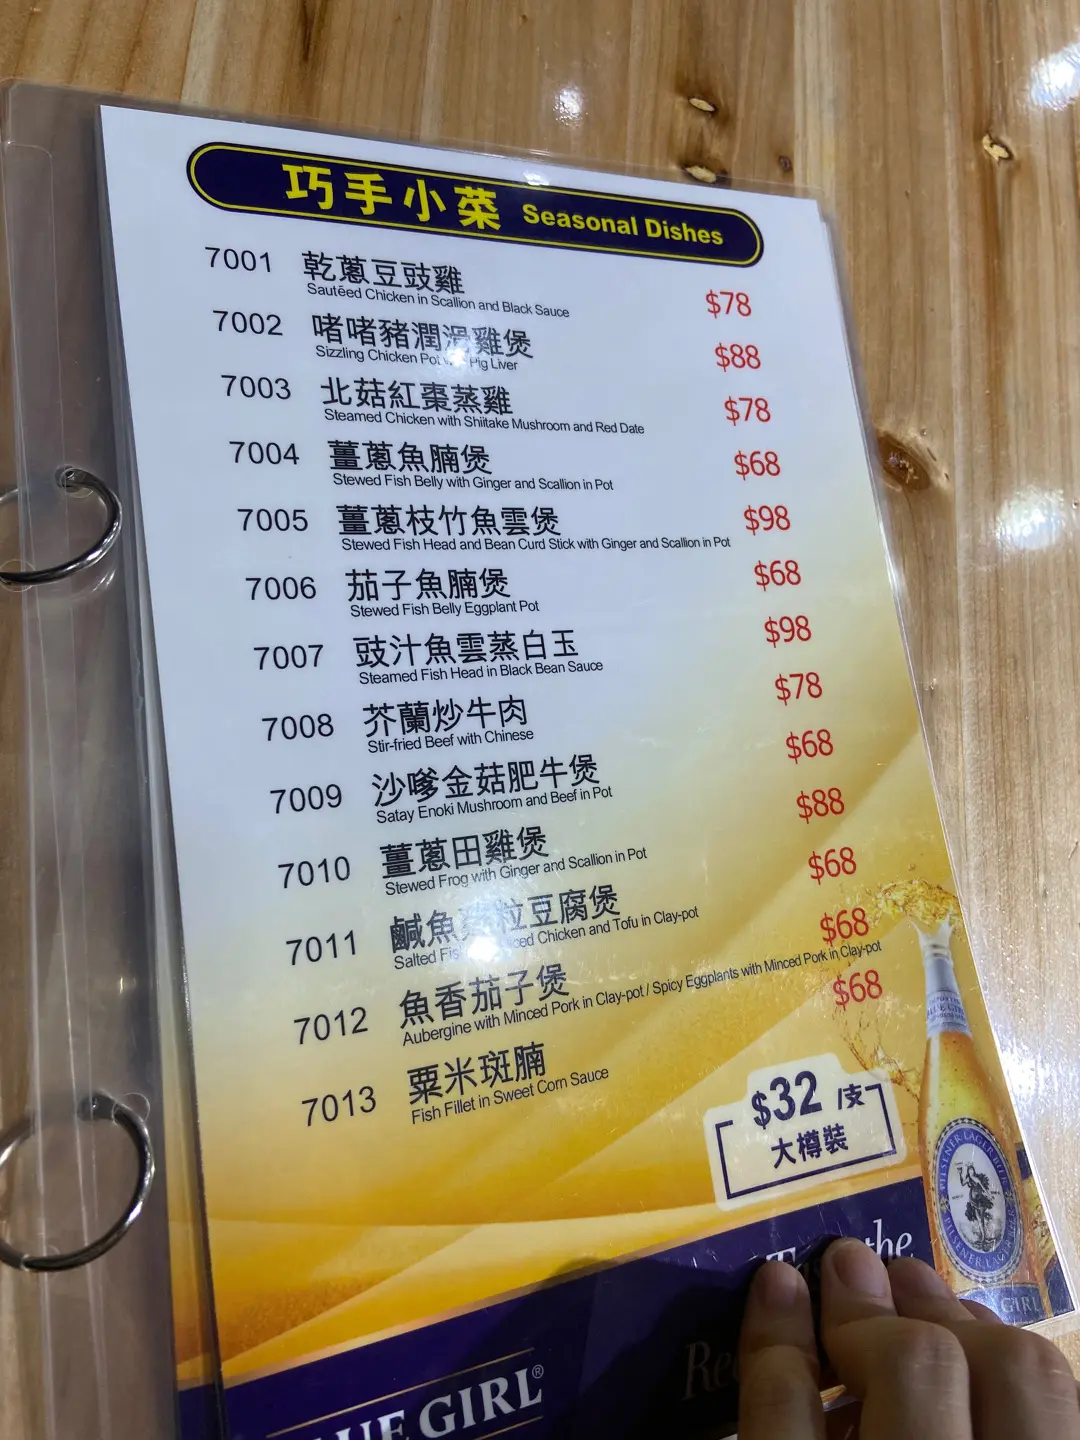 巧手小菜 Seasonal Dishes
7001 乾蔥豆豉雞 $78
Sautēed Chicken in Scallion and Black Sauce
7002 啫啫豬潤滑雞煲 $88
Sizzling Chicken Pot Pig Liver
7003 北菇紅棗蒸雞 $78
Steamed Chicken with Shiitake Mushroom and Red Date
7004 薑蔥魚腩煲 $68
Stewed Fish Belly with Ginger and Scallion in Pot
7005 薑蔥枝竹魚雲煲 $98
Stewed Fish Head and Bean Curd Stick with Ginger and Scallion in Pot
7006 茄子魚腩煲 $68
Stewed Fish Belly Eggplant Pot
7007 豉汁魚雲蒸白玉 $98
Steamed Fish Head in Black Bean Sauce
7008 芥蘭炒牛肉 $78
Stir-fried Beef with Chinese
7009 沙嗲金菇肥牛煲 $68
Satay Enoki Mushroom and Beef in Pot
7010 薑蔥田雞煲 $88
Stewed Frog with Ginger and Scallion in Pot
7011 鹹魚粒豆腐煲 $68
Salted Chicken and Tofu in Clay-pot
7012 魚香茄子煲 $68
Aubergine with Minced Pork in Clay-pot / Spicy Eggplants with Minced Pork in Clay-pot
7013 粟米斑腩 $68
Fish Fillet in Sweet Corn Sauce
$32 /支
大樽裝
PILSENER LAGER BEER
the
GIRL
GIRL®